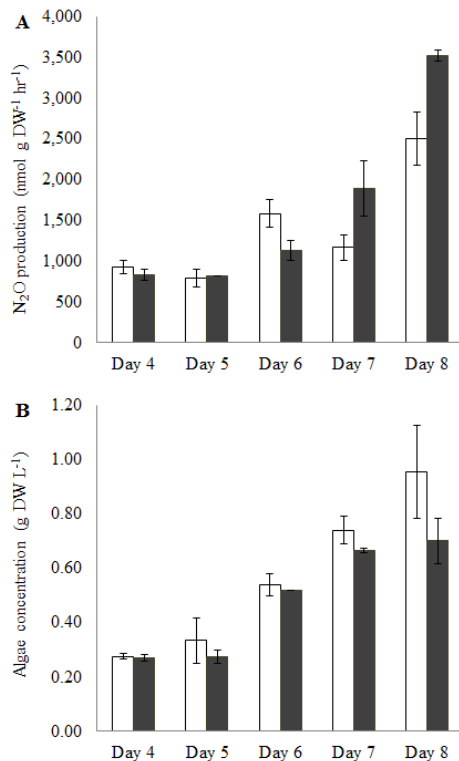 A
N₂O production (nmol g DW⁻¹ hr⁻¹)
4,000
3,500
3,000
2,500
2,000
1,500
1,000
500
0
Day 4 Day 5 Day 6 Day 7 Day 8
B
Algae concentration (g DW L⁻¹)
1.20
1.00
0.80
0.60
0.40
0.20
0.00
Day 4 Day 5 Day 6 Day 7 Day 8